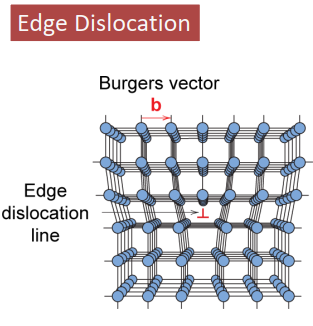 Edge Dislocation
Burgers vector
b
Edge
dislocation
line
⊥